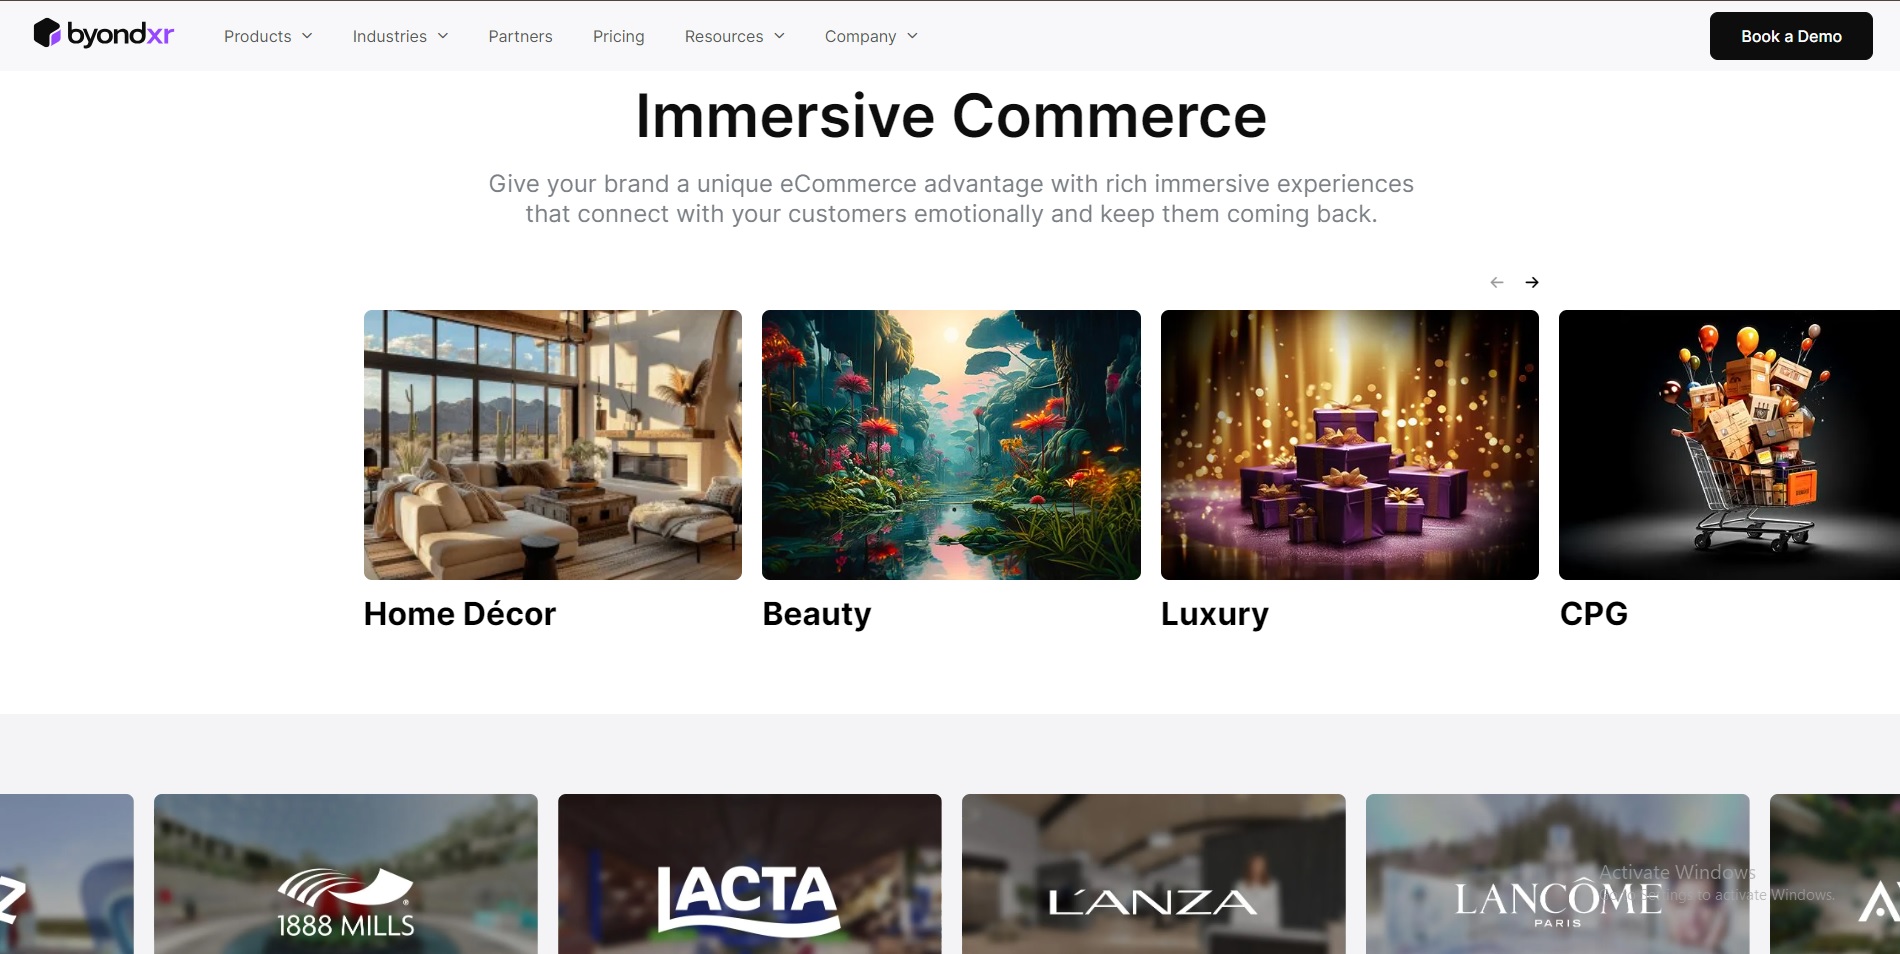 byondxr
Products
Industries
Partners
Pricing
Resources
Company
Book a Demo
Immersive Commerce
Give your brand a unique eCommerce advantage with rich immersive experiences
that connect with your customers emotionally and keep them coming back.
Home Décor
Beauty
Luxury
CPG
1888 MILLS
®
LACTA
L'ANZA
LANCÔME
PARIS
Activate Windows
to activate Windows.